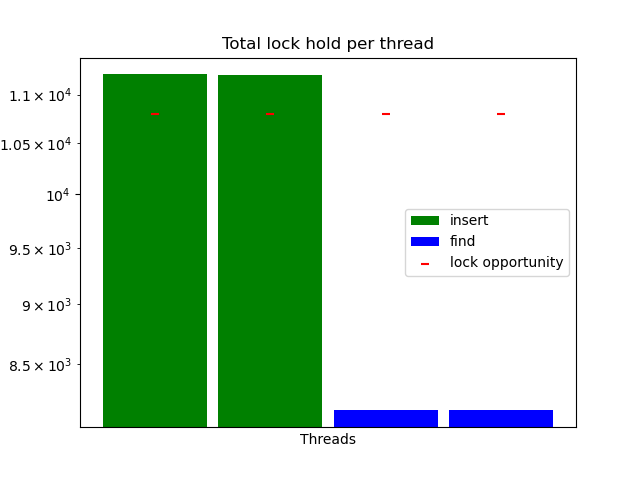 Total lock hold per thread
1.1 × 10⁴
1.05 × 10⁴
10⁴
9.5 × 10³
9 × 10³
8.5 × 10³
insert
find
lock opportunity
Threads